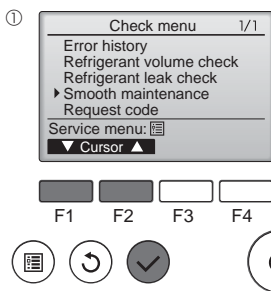 ①
Check menu 1/1
Error history
Refrigerant volume check
Refrigerant leak check
Smooth maintenance
Request code
Service menu:
▼ Cursor ▲
F1 F2 F3 F4